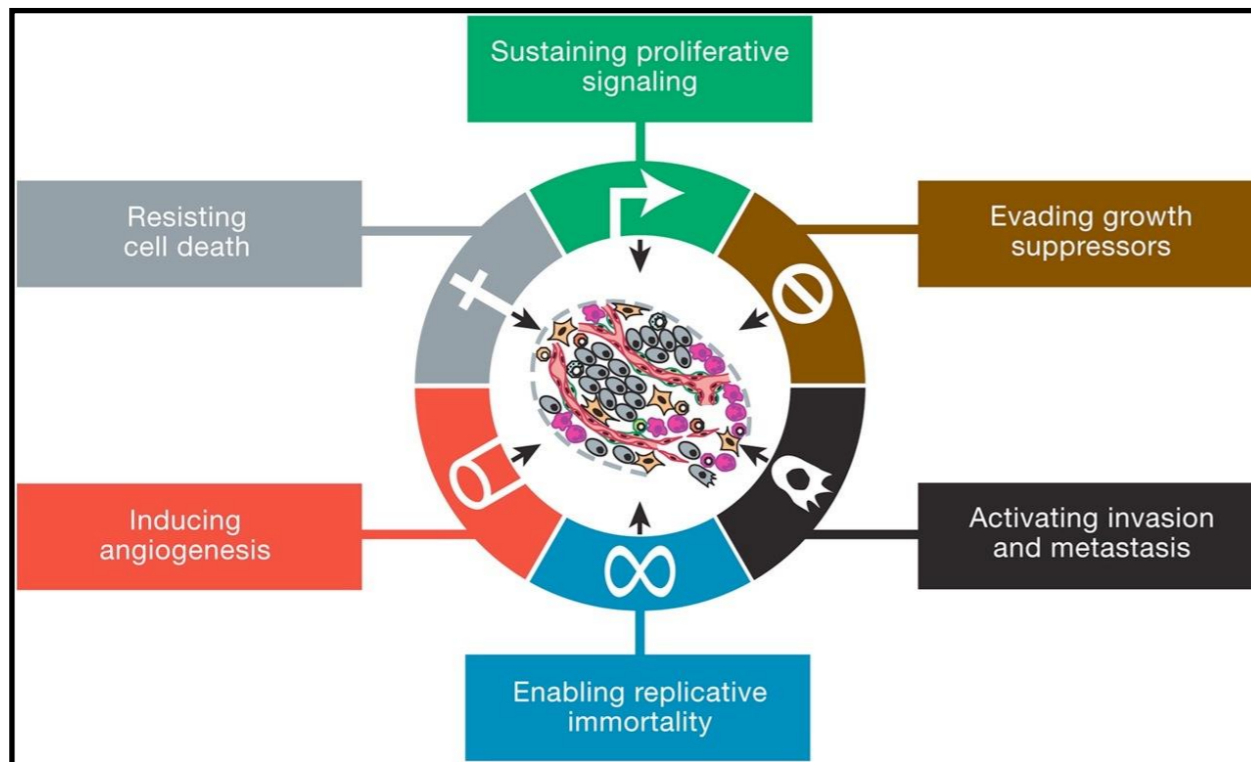 Sustaining proliferative
signaling
Resisting
cell death
Evading growth
suppressors
Inducing
angiogenesis
Activating invasion
and metastasis
Enabling replicative
immortality